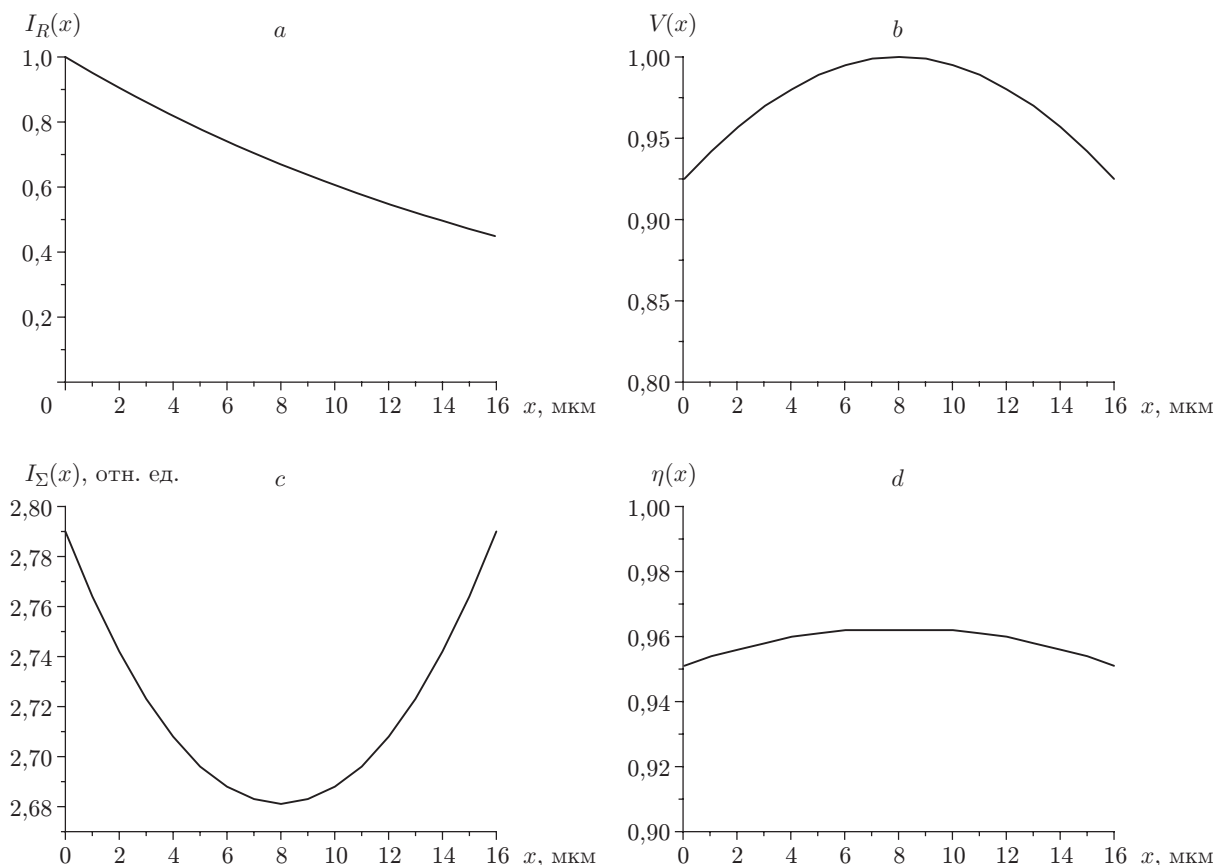 I_R(x)
a
1,0
0,8
0,6
0,4
0,2
0 2 4 6 8 10 12 14 16 x, мкм
V(x)
b
1,00
0,95
0,90
0,85
0,80
0 2 4 6 8 10 12 14 16 x, мкм
I_Σ(x), отн. ед.
c
2,80
2,78
2,76
2,74
2,72
2,70
2,68
0 2 4 6 8 10 12 14 16 x, мкм
η(x)
d
1,00
0,98
0,96
0,94
0,92
0,90
0 2 4 6 8 10 12 14 16 x, мкм